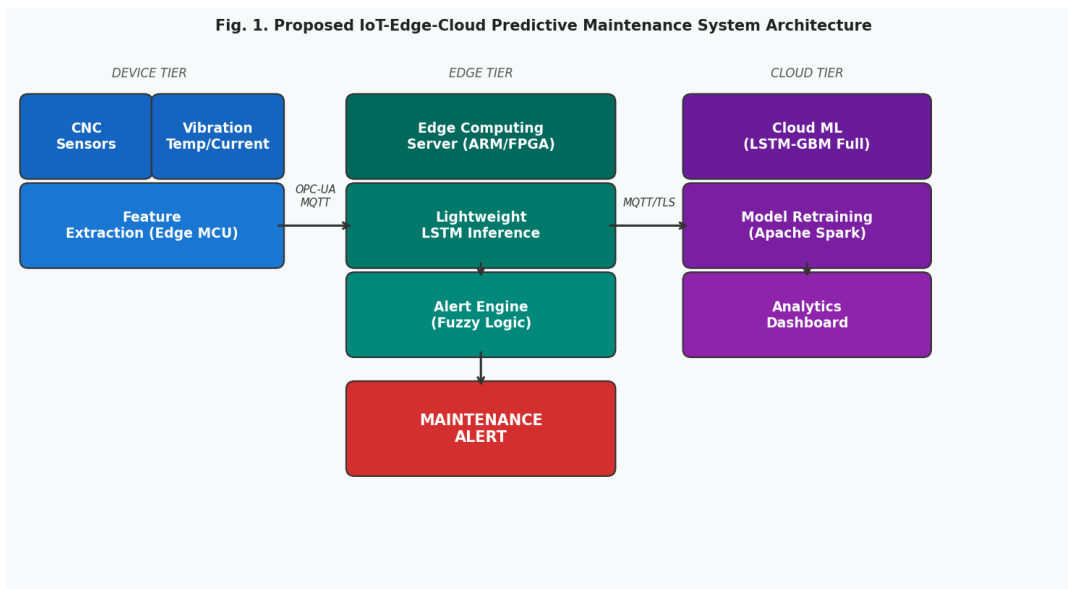 Fig. 1. Proposed IoT-Edge-Cloud Predictive Maintenance System Architecture
DEVICE TIER
EDGE TIER
CLOUD TIER
CNC
Sensors
Vibration
Temp/Current
Edge Computing
Server (ARM/FPGA)
Cloud ML
(LSTM-GBM Full)
Feature
Extraction (Edge MCU)
OPC-UA
MQTT
Lightweight
LSTM Inference
MQTT/TLS
Model Retraining
(Apache Spark)
Alert Engine
(Fuzzy Logic)
Analytics
Dashboard
MAINTENANCE
ALERT